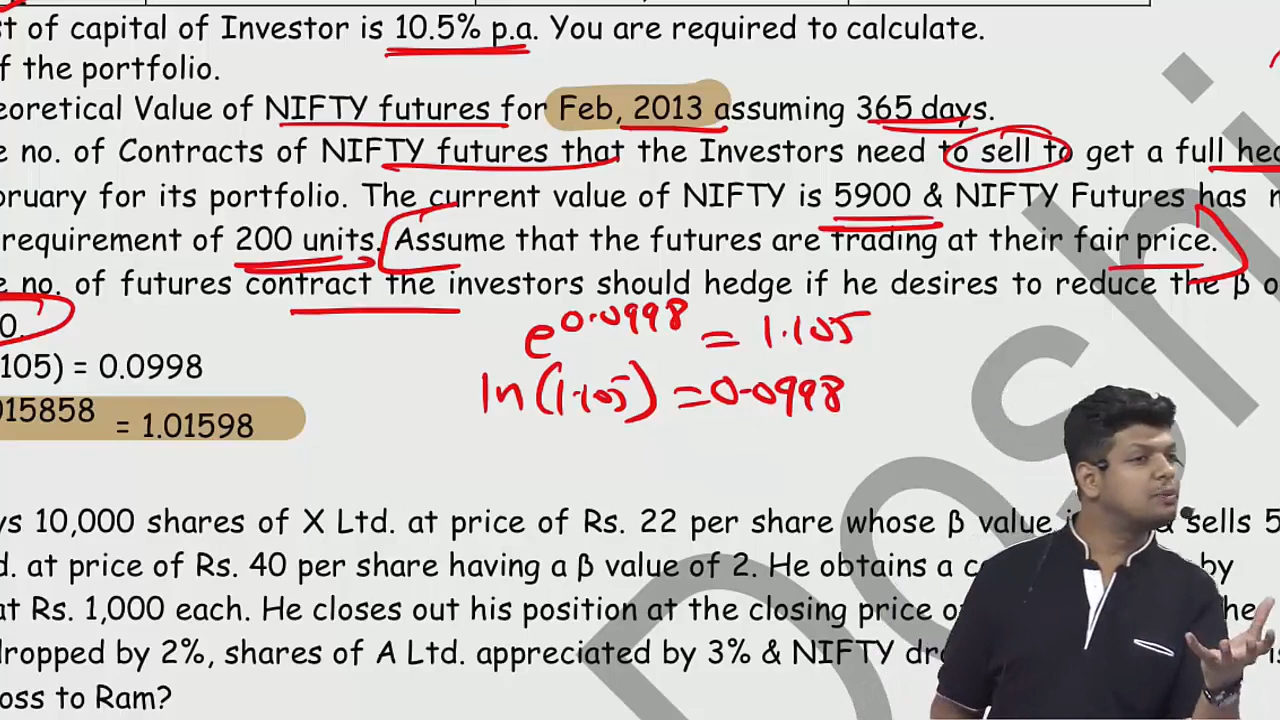 st of capital of Investor is 10.5% p.a. You are required to calculate.
f the portfolio.
eoretical Value of NIFTY futures for Feb, 2013 assuming 365 days.
e no. of Contracts of NIFTY futures that the Investors need to sell to get a full hed
bruary for its portfolio. The current value of NIFTY is 5900 & NIFTY Futures has
requirement of 200 units. Assume that the futures are trading at their fair price.
e no. of futures contract the investors should hedge if he desires to reduce the β o
0.
e^0.0998 = 1.105
105) = 0.0998
ln(1.105) = 0.0998
015858 = 1.01598
ys 10,000 shares of X Ltd. at price of Rs. 22 per share whose β value sells 5
d. at price of Rs. 40 per share having a β value of 2. He obtains a by
at Rs. 1,000 each. He closes out his position at the closing price o he
dropped by 2%, shares of A Ltd. appreciated by 3% & NIFTY dr
oss to Ram?
Doshi